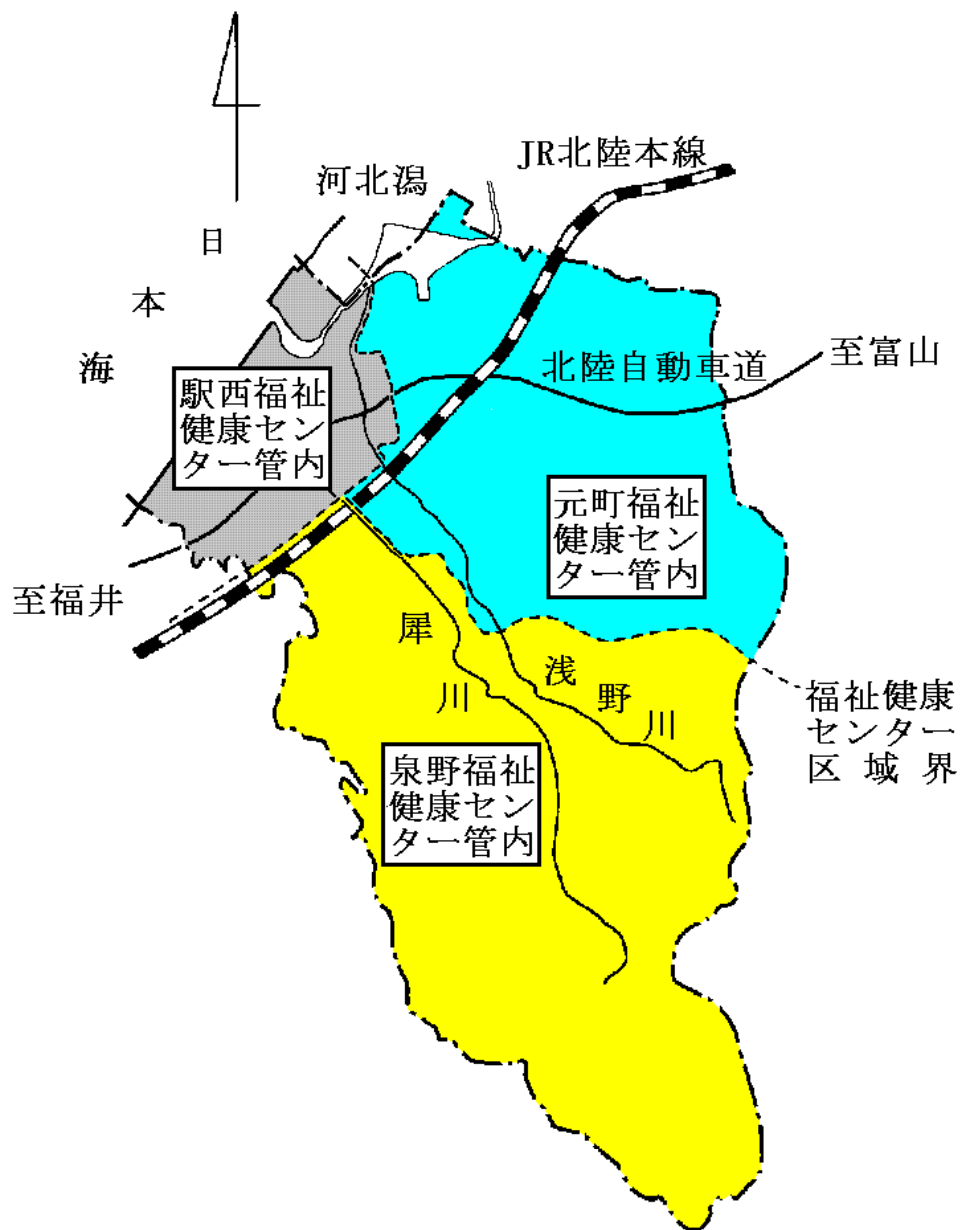 JR北陸本線
河北潟
日本海
北陸自動車道
至富山
駅西福祉
健康セン
ター管内
元町福祉
健康セン
ター管内
至福井
犀川
浅野川
福祉健康
センター
区域界
泉野福祉
健康セン
ター管内